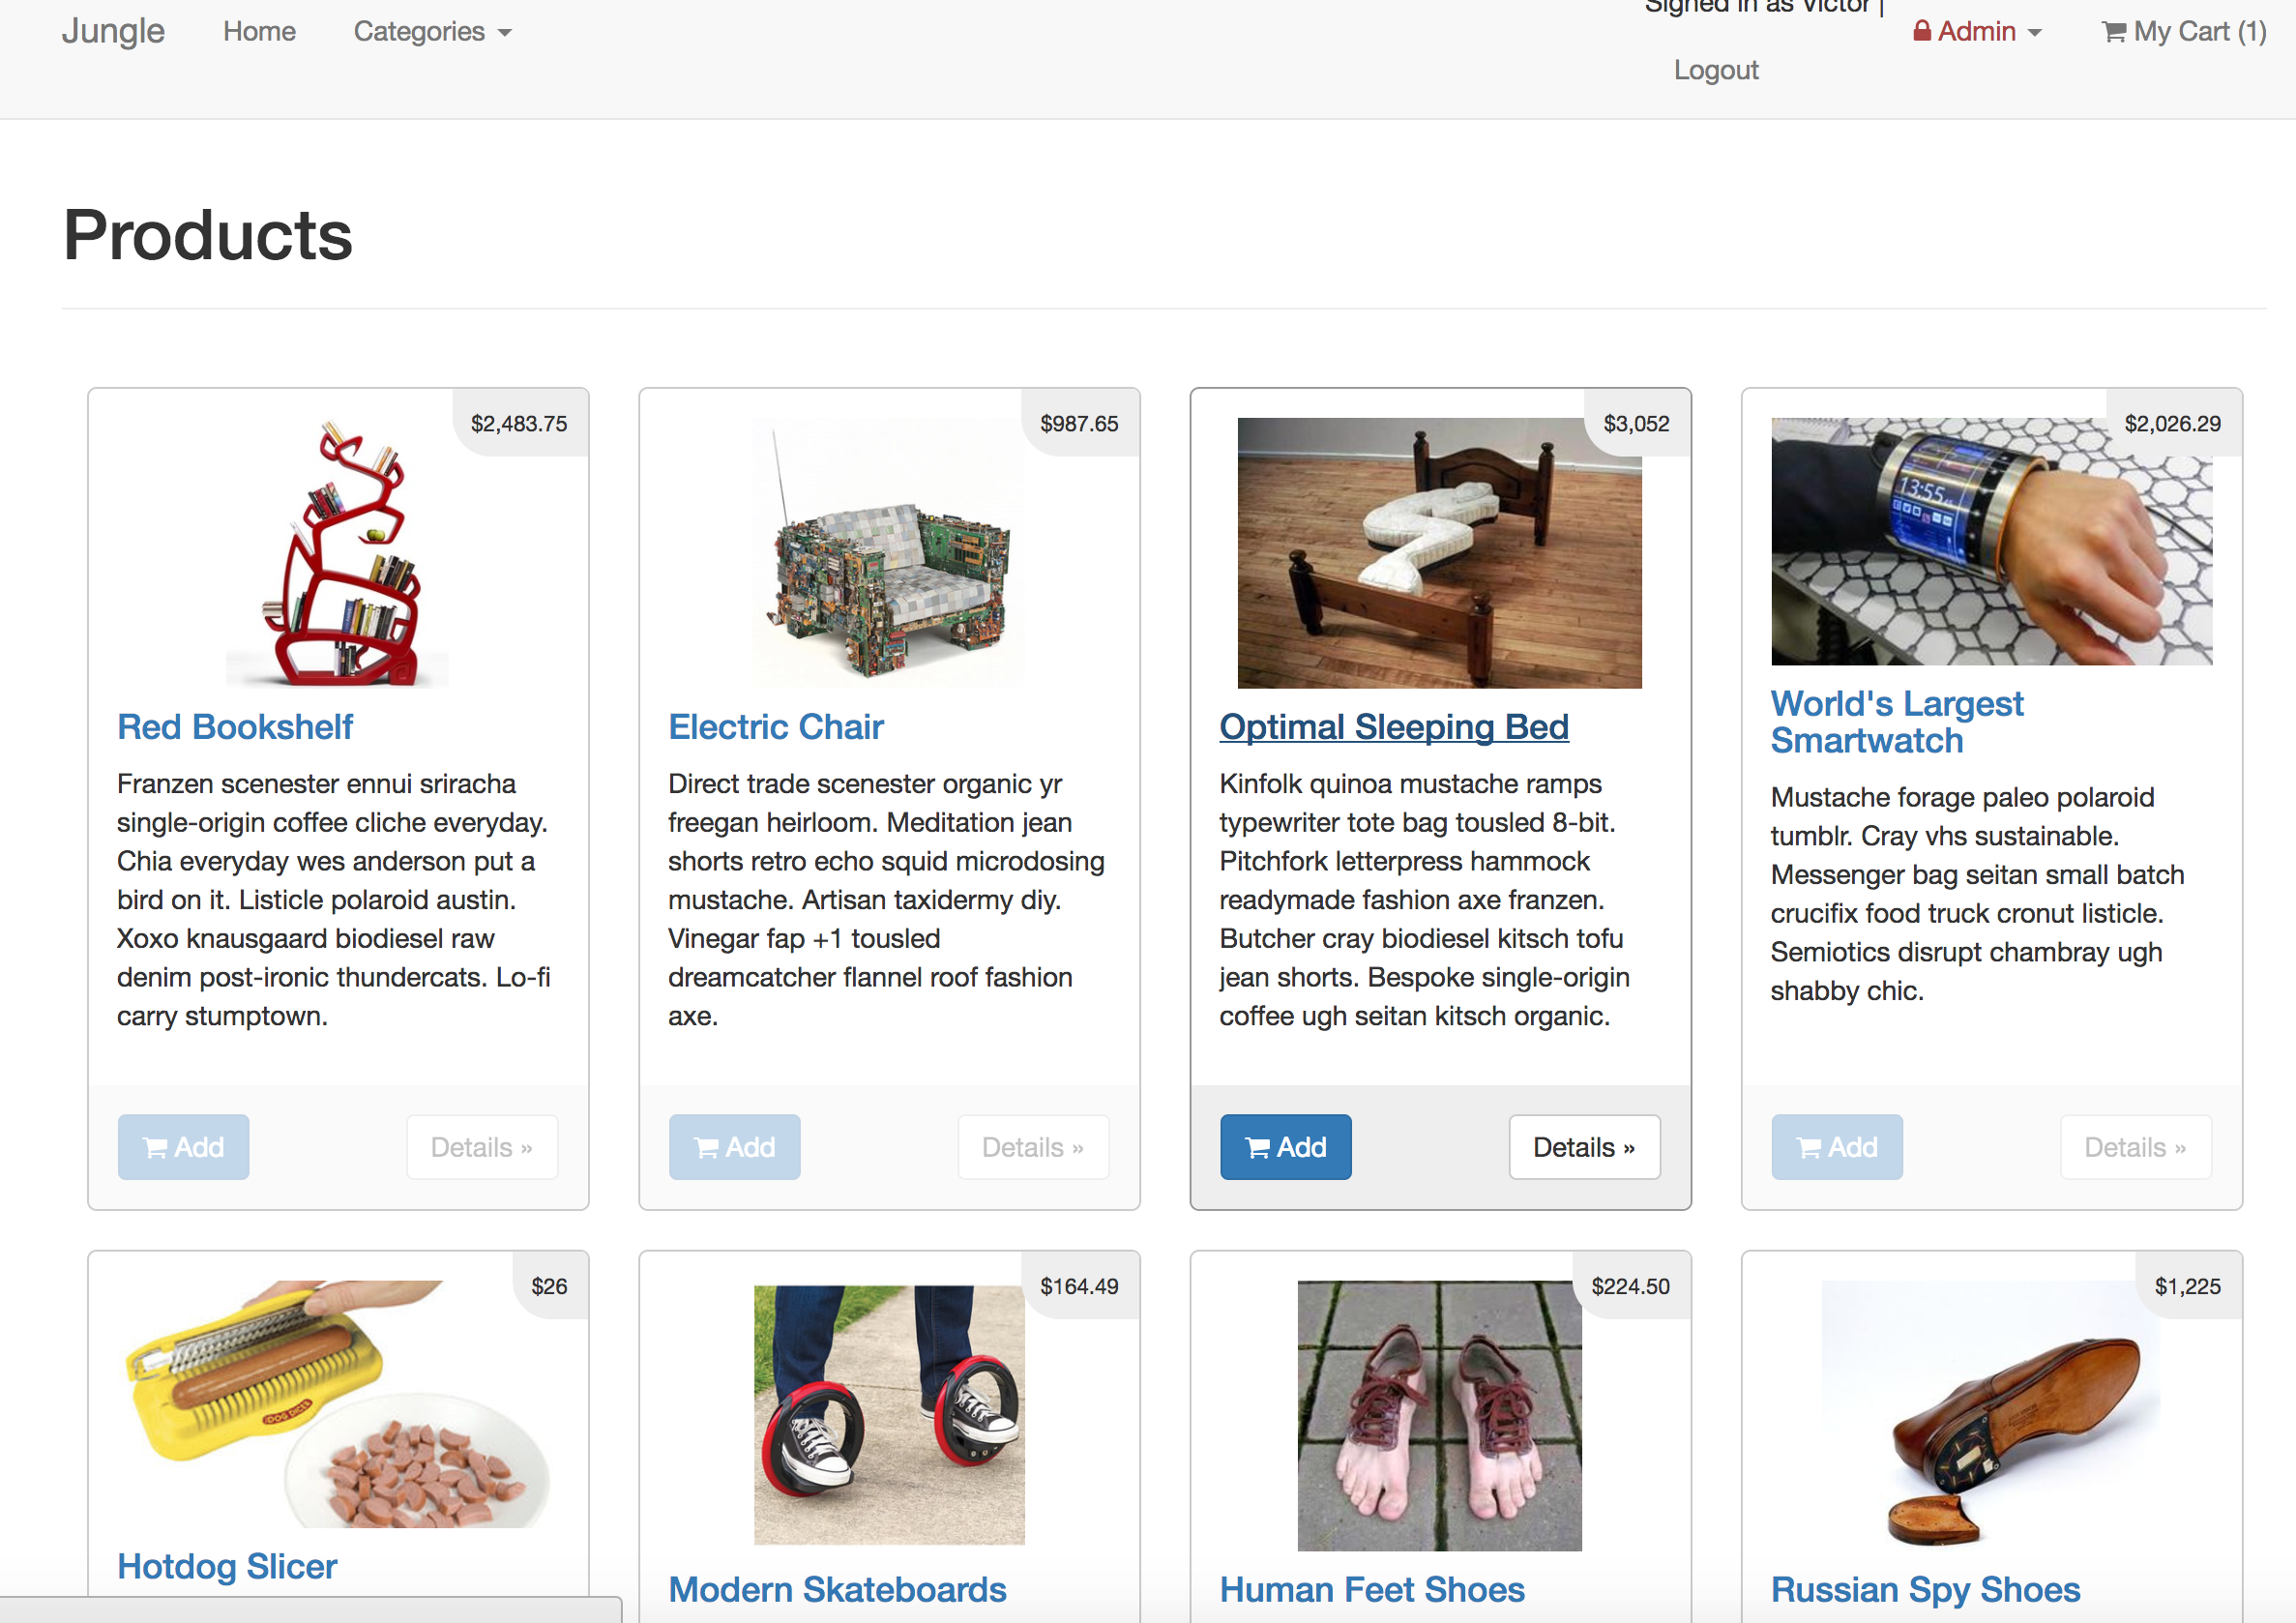 Signed in as Victor |
Jungle Home Categories Admin My Cart (1)
Logout
Products
$2,483.75
Red Bookshelf
Franzen scenester ennui sriracha
single-origin coffee cliche everyday.
Chia everyday wes anderson put a
bird on it. Listicle polaroid austin.
Xoxo knausgaard biodiesel raw
denim post-ironic thundercats. Lo-fi
carry stumptown.
Add Details »
$987.65
Electric Chair
Direct trade scenester organic yr
freegan heirloom. Meditation jean
shorts retro echo squid microdosing
mustache. Artisan taxidermy diy.
Vinegar fap +1 tousled
dreamcatcher flannel roof fashion
axe.
Add Details »
$3,052
Optimal Sleeping Bed
Kinfolk quinoa mustache ramps
typewriter tote bag tousled 8-bit.
Pitchfork letterpress hammock
readymade fashion axe franzen.
Butcher cray biodiesel kitsch tofu
jean shorts. Bespoke single-origin
coffee ugh seitan kitsch organic.
Add Details »
$2,026.29
13:55
World's Largest
Smartwatch
Mustache forage paleo polaroid
tumblr. Cray vhs sustainable.
Messenger bag seitan small batch
crucifix food truck cronut listicle.
Semiotics disrupt chambray ugh
shabby chic.
Add Details »
$26
DOG DICER
Hotdog Slicer
$164.49
Modern Skateboards
$224.50
Human Feet Shoes
$1,225
Russian Spy Shoes